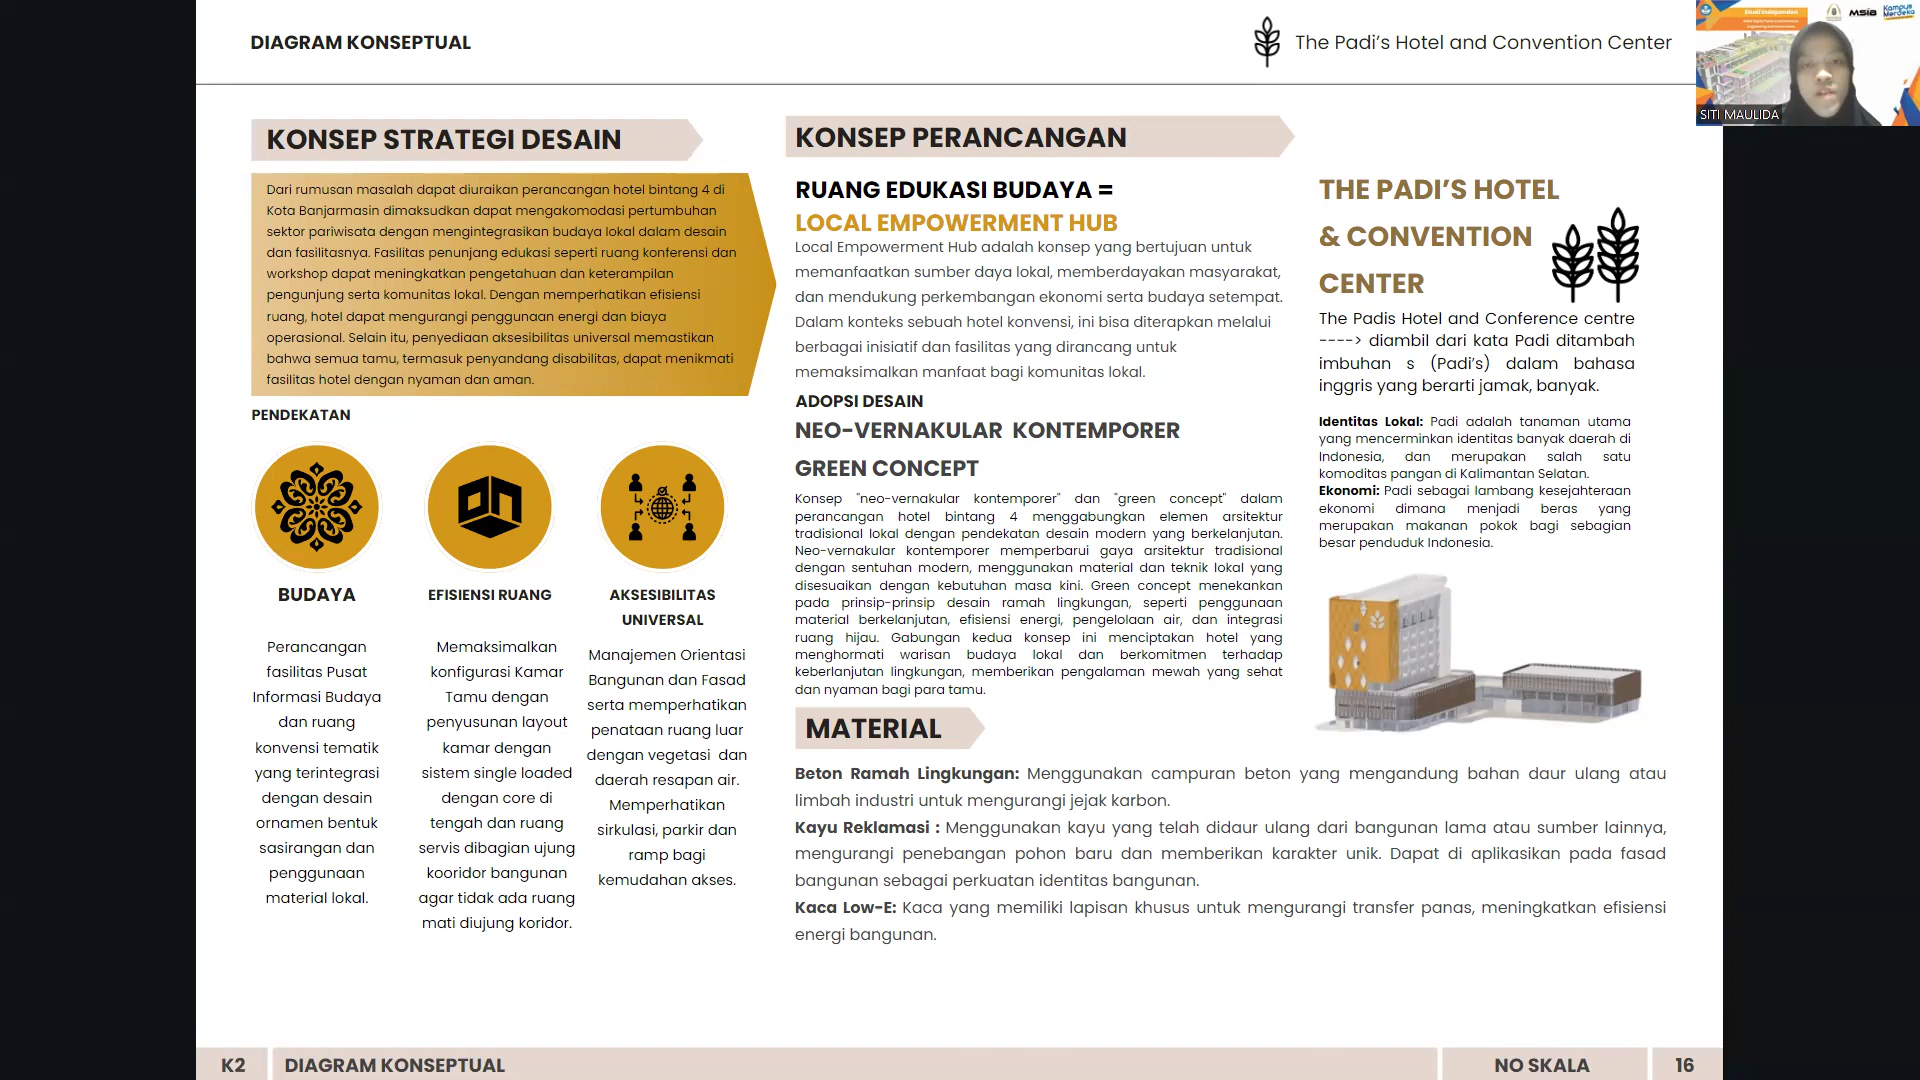 DIAGRAM KONSEPTUAL
The Padi's Hotel and Convention Center
KONSEP STRATEGI DESAIN
Dari rumusan masalah dapat diuraikan perancangan hotel bintang 4 di
Kota Banjarmasin dimaksudkan dapat mengakomodasi pertumbuhan
sektor pariwisata dengan mengintegrasikan budaya lokal dalam desain
dan fasilitasnya. Fasilitas penunjang edukasi seperti ruang konferensi dan
workshop dapat meningkatkan pengetahuan dan keterampilan
pengunjung serta komunitas lokal. Dengan memperhatikan efisiensi
ruang, hotel dapat mengurangi penggunaan energi dan biaya
operasional. Selain itu, penyediaan aksesibilitas universal memastikan
bahwa semua tamu, termasuk penyandang disabilitas, dapat menikmati
fasilitas hotel dengan nyaman dan aman.
PENDEKATAN
BUDAYA
Perancangan
fasilitas Pusat
Informasi Budaya
dan ruang
konvensi tematik
yang terintegrasi
dengan desain
ornamen bentuk
sasirangan dan
penggunaan
material lokal.
EFISIENSI RUANG
Memaksimalkan
konfigurasi Kamar
Tamu dengan
penyusunan layout
kamar dengan
sistem single loaded
dengan core di
tengah dan ruang
servis dibagian ujung
kooridor bangunan
agar tidak ada ruang
mati diujung koridor.
AKSESIBILITAS
UNIVERSAL
Manajemen Orientasi
Bangunan dan Fasad
serta memperhatikan
penataan ruang luar
dengan vegetasi dan
daerah resapan air.
Memperhatikan
sirkulasi, parkir dan
ramp bagi
kemudahan akses.
KONSEP PERANCANGAN
RUANG EDUKASI BUDAYA =
LOCAL EMPOWERMENT HUB
Local Empowerment Hub adalah konsep yang bertujuan untuk
memanfaatkan sumber daya lokal, memberdayakan masyarakat,
dan mendukung perkembangan ekonomi serta budaya setempat.
Dalam konteks sebuah hotel konvensi, ini bisa diterapkan melalui
berbagai inisiatif dan fasilitas yang dirancang untuk
memaksimalkan manfaat bagi komunitas lokal.
ADOPSI DESAIN
NEO-VERNAKULAR KONTEMPORER
GREEN CONCEPT
Konsep "neo-vernakular kontemporer" dan "green concept" dalam
perancangan hotel bintang 4 menggabungkan elemen arsitektur
tradisional lokal dengan pendekatan desain modern yang berkelanjutan.
Neo-vernakular kontemporer memperbarui gaya arsitektur tradisional
dengan sentuhan modern, menggunakan material dan teknik lokal yang
disesuaikan dengan kebutuhan masa kini. Green concept menekankan
pada prinsip-prinsip desain ramah lingkungan, seperti penggunaan
material berkelanjutan, efisiensi energi, pengelolaan air, dan integrasi
ruang hijau. Gabungan kedua konsep ini menciptakan hotel yang
menghormati warisan budaya lokal dan berkomitmen terhadap
keberlanjutan lingkungan, memberikan pengalaman mewah yang sehat
dan nyaman bagi para tamu.
THE PADI'S HOTEL
& CONVENTION
CENTER
The Padis Hotel and Conference centre
----> diambil dari kata Padi ditambah
imbuhan s (Padi's) dalam bahasa
inggris yang berarti jamak, banyak.
Identitas Lokal: Padi adalah tanaman utama
yang mencerminkan identitas banyak daerah di
Indonesia, dan merupakan salah satu
komoditas pangan di Kalimantan Selatan.
Ekonomi: Padi sebagai lambang kesejahteraan
ekonomi dimana menjadi beras yang
merupakan makanan pokok bagi sebagian
besar penduduk Indonesia.
MATERIAL
Beton Ramah Lingkungan: Menggunakan campuran beton yang mengandung bahan daur ulang atau
limbah industri untuk mengurangi jejak karbon.
Kayu Reklamasi : Menggunakan kayu yang telah didaur ulang dari bangunan lama atau sumber lainnya,
mengurangi penebangan pohon baru dan memberikan karakter unik. Dapat di aplikasikan pada fasad
bangunan sebagai perkuatan identitas bangunan.
Kaca Low-E: Kaca yang memiliki lapisan khusus untuk mengurangi transfer panas, meningkatkan efisiensi
energi bangunan.
K2
DIAGRAM KONSEPTUAL
NO SKALA
16
Studi Independen
MSIB
Kampus
Merdeka
SITI MAULIDA